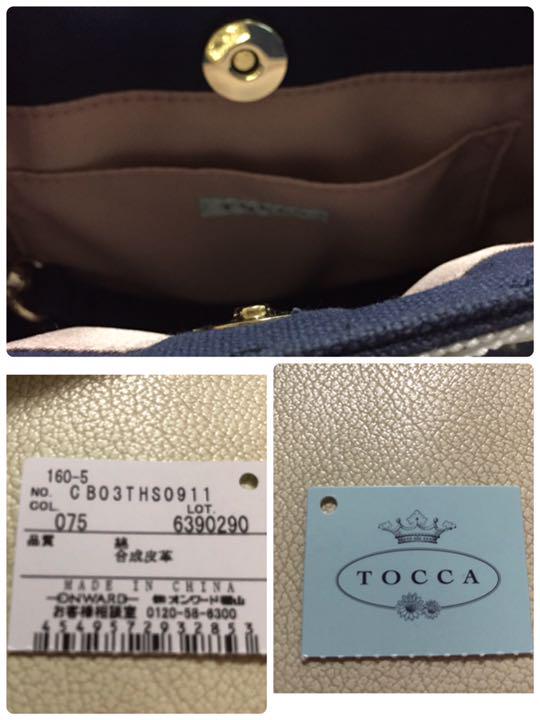 160-5
NO. CB03THS0911
COL. LOT.
075 6390290
品質 綿
合成皮革
MADE IN CHINA
ONWARD ㈱オンワード樫山
お客様相談室 0120-58-6300
4549572932853
TOCCA